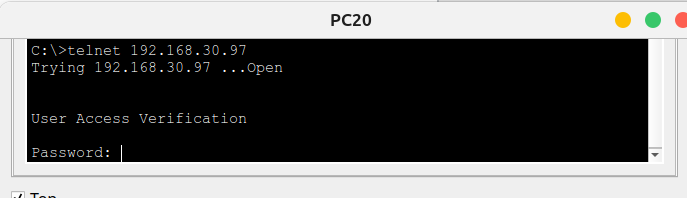 PC20
C:\>telnet 192.168.30.97
Trying 192.168.30.97 ...Open
User Access Verification
Password: